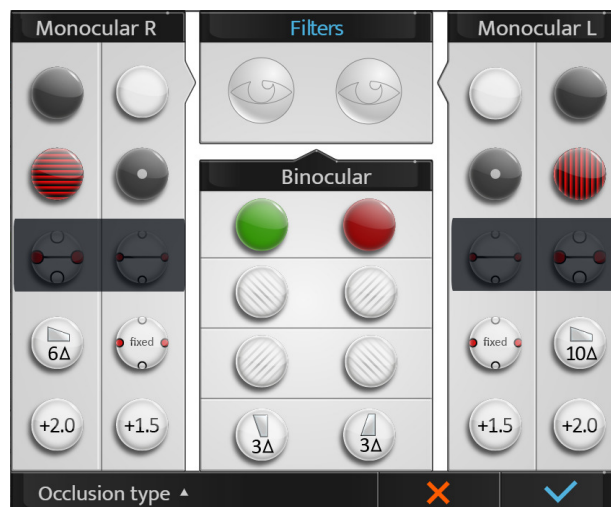 Monocular R
Filters
Monocular L
Binocular
6Δ
fixed
fixed
10Δ
+2.0
+1.5
3Δ
3Δ
+1.5
+2.0
Occlusion type